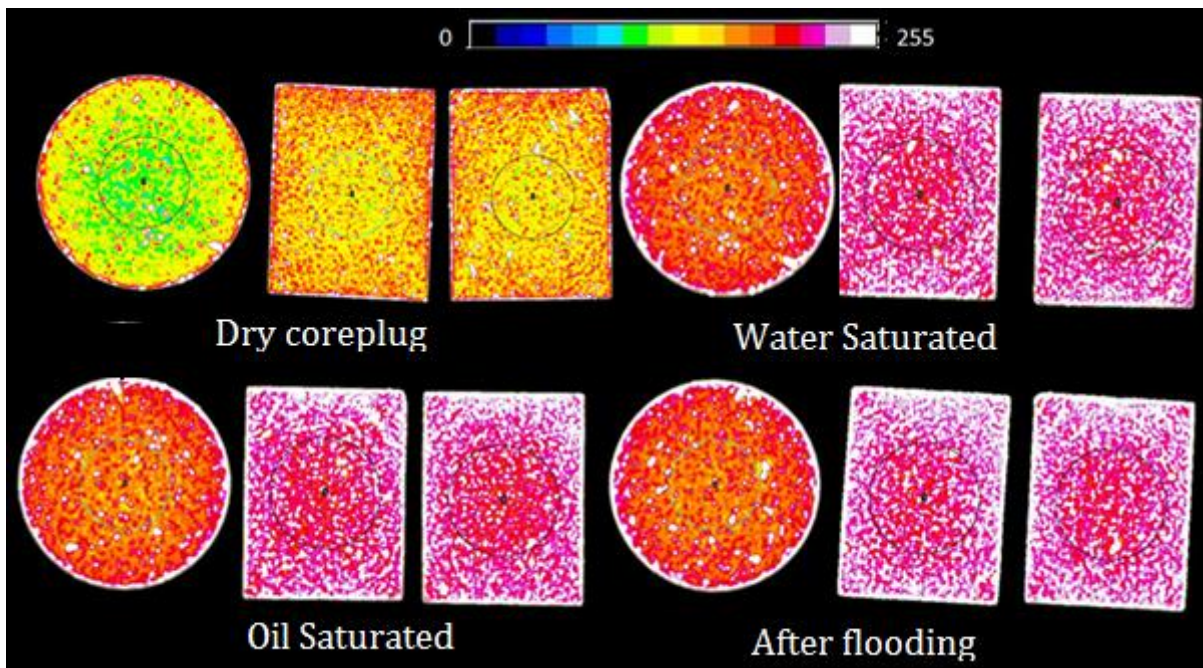 0 255
Dry coreplug
Water Saturated
Oil Saturated
After flooding